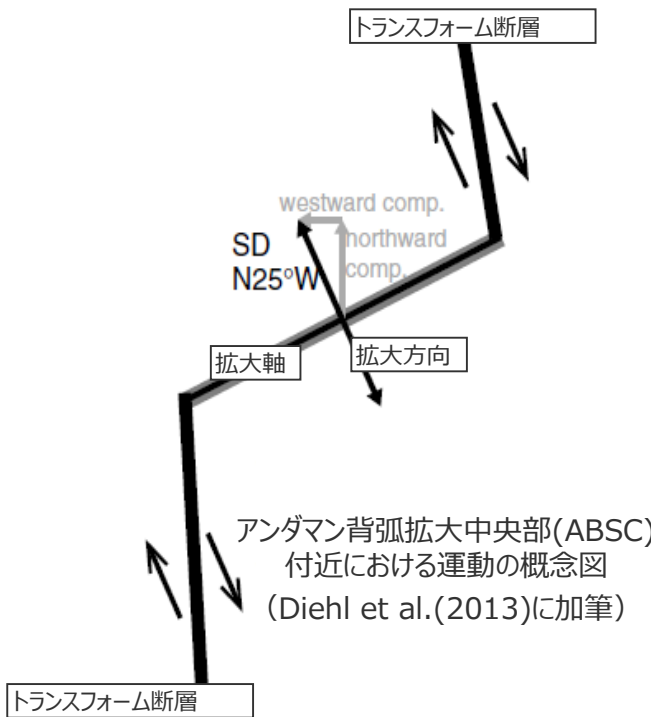 トランスフォーム断層
westward comp.
northward
comp.
SD
N25°W
拡大軸
拡大方向
アンダマン背弧拡大中央部(ABSC)
付近における運動の概念図
(Diehl et al.(2013)に加筆)
トランスフォーム断層